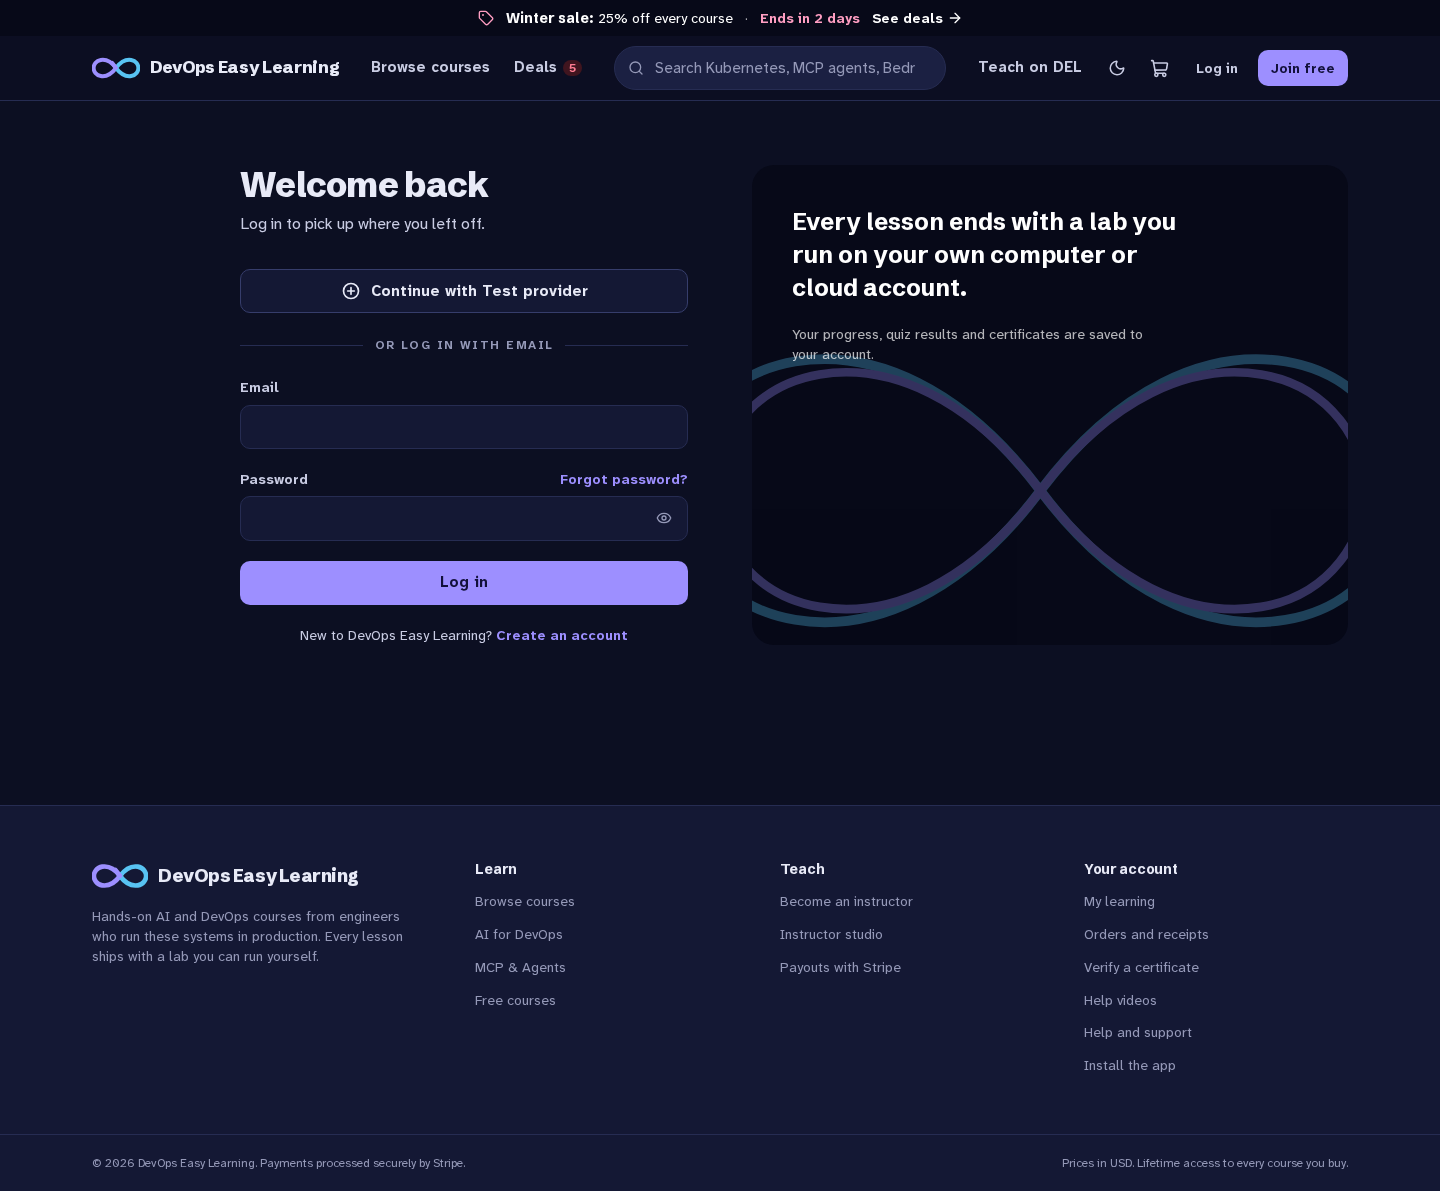 Winter sale: 25% off every course · Ends in 2 days See deals →
DevOps Easy Learning
Browse courses
Deals 5
Search Kubernetes, MCP agents, Bedr
Teach on DEL
Log in
Join free
Welcome back
Log in to pick up where you left off.
Continue with Test provider
OR LOG IN WITH EMAIL
Email
Password
Forgot password?
Log in
New to DevOps Easy Learning? Create an account
Every lesson ends with a lab you
run on your own computer or
cloud account.
Your progress, quiz results and certificates are saved to
your account.
DevOps Easy Learning
Hands-on AI and DevOps courses from engineers
who run these systems in production. Every lesson
ships with a lab you can run yourself.
Learn
Browse courses
AI for DevOps
MCP & Agents
Free courses
Teach
Become an instructor
Instructor studio
Payouts with Stripe
Your account
My learning
Orders and receipts
Verify a certificate
Help videos
Help and support
Install the app
© 2026 DevOps Easy Learning. Payments processed securely by Stripe.
Prices in USD. Lifetime access to every course you buy.